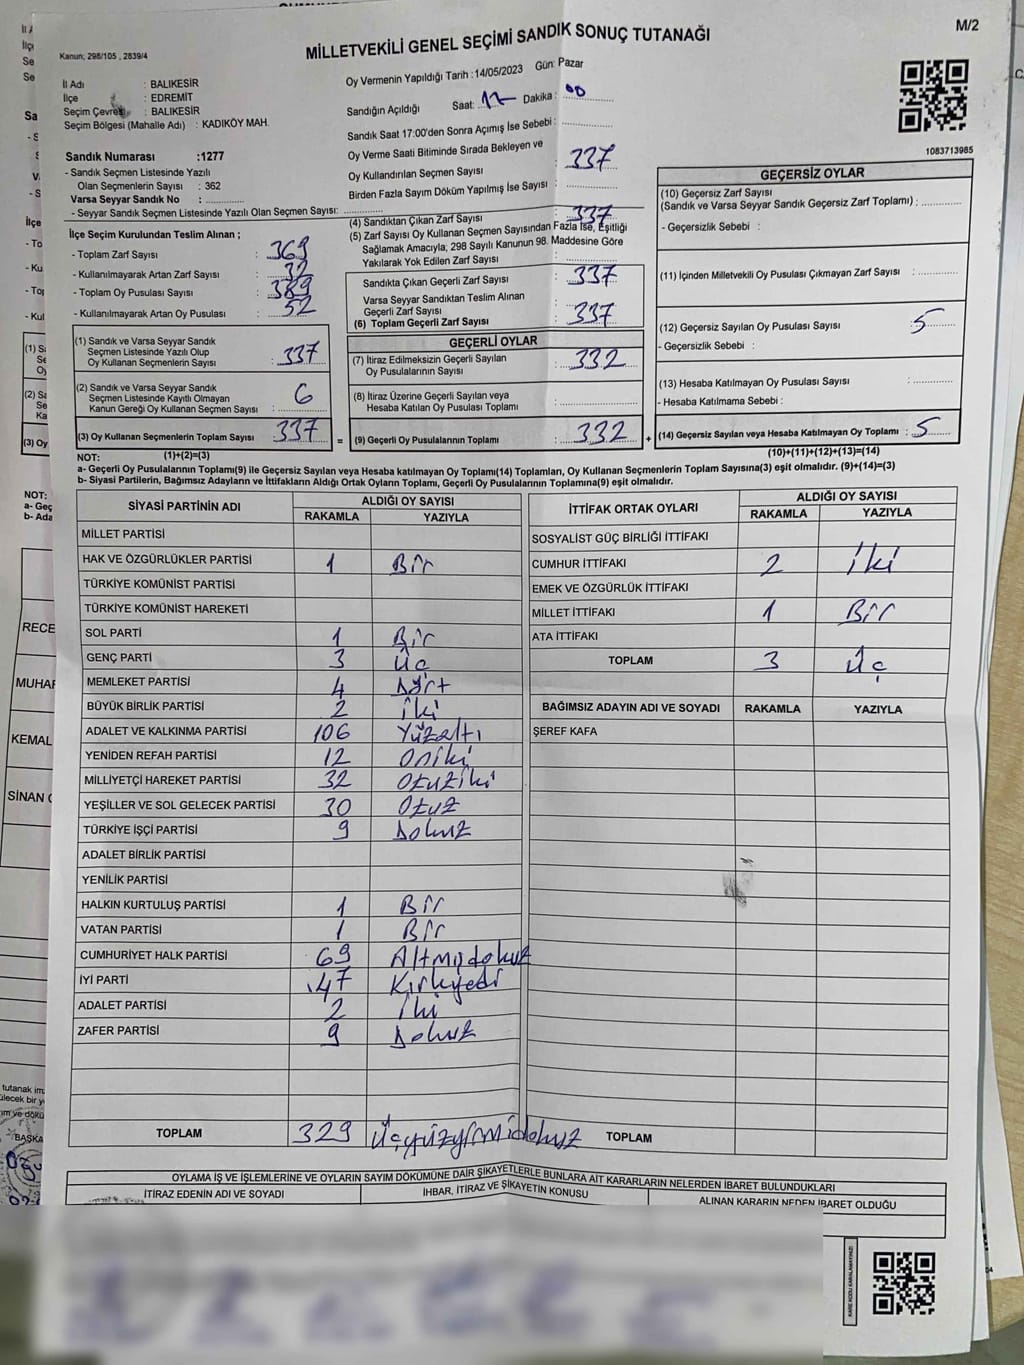 M/2
Kanun: 298/105 , 2839/4
MİLLETVEKİLİ GENEL SEÇİMİ SANDIK SONUÇ TUTANAĞI
İl Adı : BALIKESİR
İlçe : EDREMİT
Seçim Çevresi : BALIKESİR
Seçim Bölgesi (Mahalle Adı) : KADIKÖY MAH.
Oy Vermenin Yapıldığı Tarih : 14/05/2023 Gün: Pazar
Sandığın Açıldığı Saat: 17 Dakika : 00
Sandık Saat 17:00'den Sonra Açımış İse Sebebi :
Sandık Numarası :1277
- Sandık Seçmen Listesinde Yazılı
Olan Seçmenlerin Sayısı : 362
Varsa Seyyar Sandık No :
- Seyyar Sandık Seçmen Listesinde Yazılı Olan Seçmen Sayısı:
Oy Verme Saati Bitiminde Sırada Bekleyen ve
Oy Kullandırılan Seçmen Sayısı 337
Birden Fazla Sayım Döküm Yapılmış İse Sayısı :
1083713985
İlçe Seçim Kurulundan Teslim Alınan ;
- Toplam Zarf Sayısı : 369
- Kullanılmayarak Artan Zarf Sayısı : 32
- Toplam Oy Pusulası Sayısı : 389
- Kullanılmayarak Artan Oy Pusulası : 52
(4) Sandıktan Çıkan Zarf Sayısı 337
(5) Zarf Sayısı Oy Kullanan Seçmen Sayısından Fazla İse, Eşitliği
Sağlamak Amacıyla; 298 Sayılı Kanunun 98. Maddesine Göre
Yakılarak Yok Edilen Zarf Sayısı :
Sandıkta Çıkan Geçerli Zarf Sayısı : 337
Varsa Seyyar Sandıktan Teslim Alınan
Geçerli Zarf Sayısı :
(6) Toplam Geçerli Zarf Sayısı : 337
GEÇERSİZ OYLAR
(10) Geçersiz Zarf Sayısı
(Sandık ve Varsa Seyyar Sandık Geçersiz Zarf Toplamı) :
- Geçersizlik Sebebi :
(11) İçinden Milletvekili Oy Pusulası Çıkmayan Zarf Sayısı :
(12) Geçersiz Sayılan Oy Pusulası Sayısı : 5
- Geçersizlik Sebebi :
(13) Hesaba Katılmayan Oy Pusulası Sayısı :
- Hesaba Katılmama Sebebi :
(14) Geçersiz Sayılan veya Hesaba Katılmayan Oy Toplamı : 5
(10)+(11)+(12)+(13)=(14)
(1) Sandık ve Varsa Seyyar Sandık
Seçmen Listesinde Yazılı Olup
Oy Kullanan Seçmenlerin Sayısı : 337
(2) Sandık ve Varsa Seyyar Sandık
Seçmen Listesinde Kayıtlı Olmayan
Kanun Gereği Oy Kullanan Seçmen Sayısı : 6
(3) Oy Kullanan Seçmenlerin Toplam Sayısı : 337
=
GEÇERLİ OYLAR
(7) İtiraz Edilmeksizin Geçerli Sayılan
Oy Pusulalarının Sayısı : 332
(8) İtiraz Üzerine Geçerli Sayılan veya
Hesaba Katılan Oy Pusulası Toplamı :
(9) Geçerli Oy Pusulalarının Toplamı : 332
+
NOT: (1)+(2)=(3)
a- Geçerli Oy Pusulalarının Toplamı(9) ile Geçersiz Sayılan veya Hesaba katılmayan Oy Toplamı(14) Toplamları, Oy Kullanan Seçmenlerin Toplam Sayısına(3) eşit olmalıdır. (9)+(14)=(3)
b- Siyasi Partilerin, Bağımsız Adayların ve İttifakların Aldığı Ortak Oyların Toplamı, Geçerli Oy Pusulalarının Toplamına(9) eşit olmalıdır.
SİYASİ PARTİNİN ADI ALDIĞI OY SAYISI
RAKAMLA YAZIYLA
MİLLET PARTİSİ
HAK VE ÖZGÜRLÜKLER PARTİSİ 1 Bir
TÜRKİYE KOMÜNİST PARTİSİ
TÜRKİYE KOMÜNİST HAREKETİ
SOL PARTİ 1 Bir
GENÇ PARTİ 3 Üç
MEMLEKET PARTİSİ 4 Dört
BÜYÜK BİRLİK PARTİSİ 2 İki
ADALET VE KALKINMA PARTİSİ 106 Yüzaltı
YENİDEN REFAH PARTİSİ 12 Oniki
MİLLİYETÇİ HAREKET PARTİSİ 32 Otuziki
YEŞİLLER VE SOL GELECEK PARTİSİ 30 Otuz
TÜRKİYE İŞÇİ PARTİSİ 9 Dokuz
ADALET BİRLİK PARTİSİ
YENİLİK PARTİSİ
HALKIN KURTULUŞ PARTİSİ 1 Bir
VATAN PARTİSİ 1 Bir
CUMHURİYET HALK PARTİSİ 69 Altmışdokuz
İYİ PARTİ 47 Kırkyedi
ADALET PARTİSİ 2 İki
ZAFER PARTİSİ 9 Dokuz
TOPLAM 329 Üçyüzyirmidokuz
İTTİFAK ORTAK OYLARI ALDIĞI OY SAYISI
RAKAMLA YAZIYLA
SOSYALİST GÜÇ BİRLİĞİ İTTİFAKI
CUMHUR İTTİFAKI 2 İki
EMEK VE ÖZGÜRLÜK İTTİFAKI
MİLLET İTTİFAKI 1 Bir
ATA İTTİFAKI
TOPLAM 3 Üç
BAĞIMSIZ ADAYIN ADI VE SOYADI RAKAMLA YAZIYLA
ŞEREF KAFA
TOPLAM
OYLAMA İŞ VE İŞLEMLERİNE VE OYLARIN SAYIM DÖKÜMÜNE DAİR ŞİKAYETLERLE BUNLARA AİT KARARLARIN NELERDEN İBARET BULUNDUKLARI
İTİRAZ EDENİN ADI VE SOYADI
İHBAR, İTİRAZ VE ŞİKAYETİN KONUSU
ALINAN KARARIN NEDEN İBARET OLDUĞU
KARE KODU KARALAMAYINIZ!